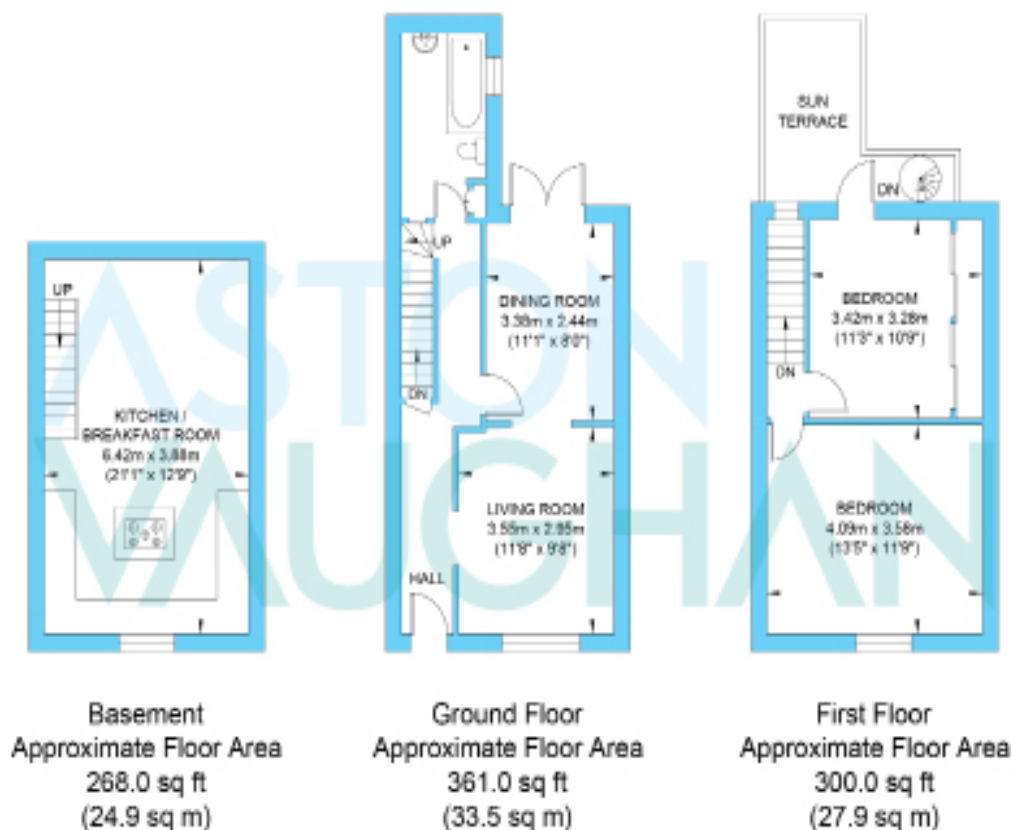 UP
KITCHEN /
BREAKFAST ROOM
6.42m x 3.88m
(21'1" x 12'9")
UP
DINING ROOM
3.38m x 2.44m
(11'1" x 8'0")
DN
LIVING ROOM
3.55m x 2.95m
(11'8" x 9'8")
HALL
SUN
TERRACE
DN
BEDROOM
3.42m x 3.28m
(11'3" x 10'9")
DN
BEDROOM
4.09m x 3.58m
(13'5" x 11'9")
ASTON
VAUGHAN
Basement
Approximate Floor Area
268.0 sq ft
(24.9 sq m)
Ground Floor
Approximate Floor Area
361.0 sq ft
(33.5 sq m)
First Floor
Approximate Floor Area
300.0 sq ft
(27.9 sq m)